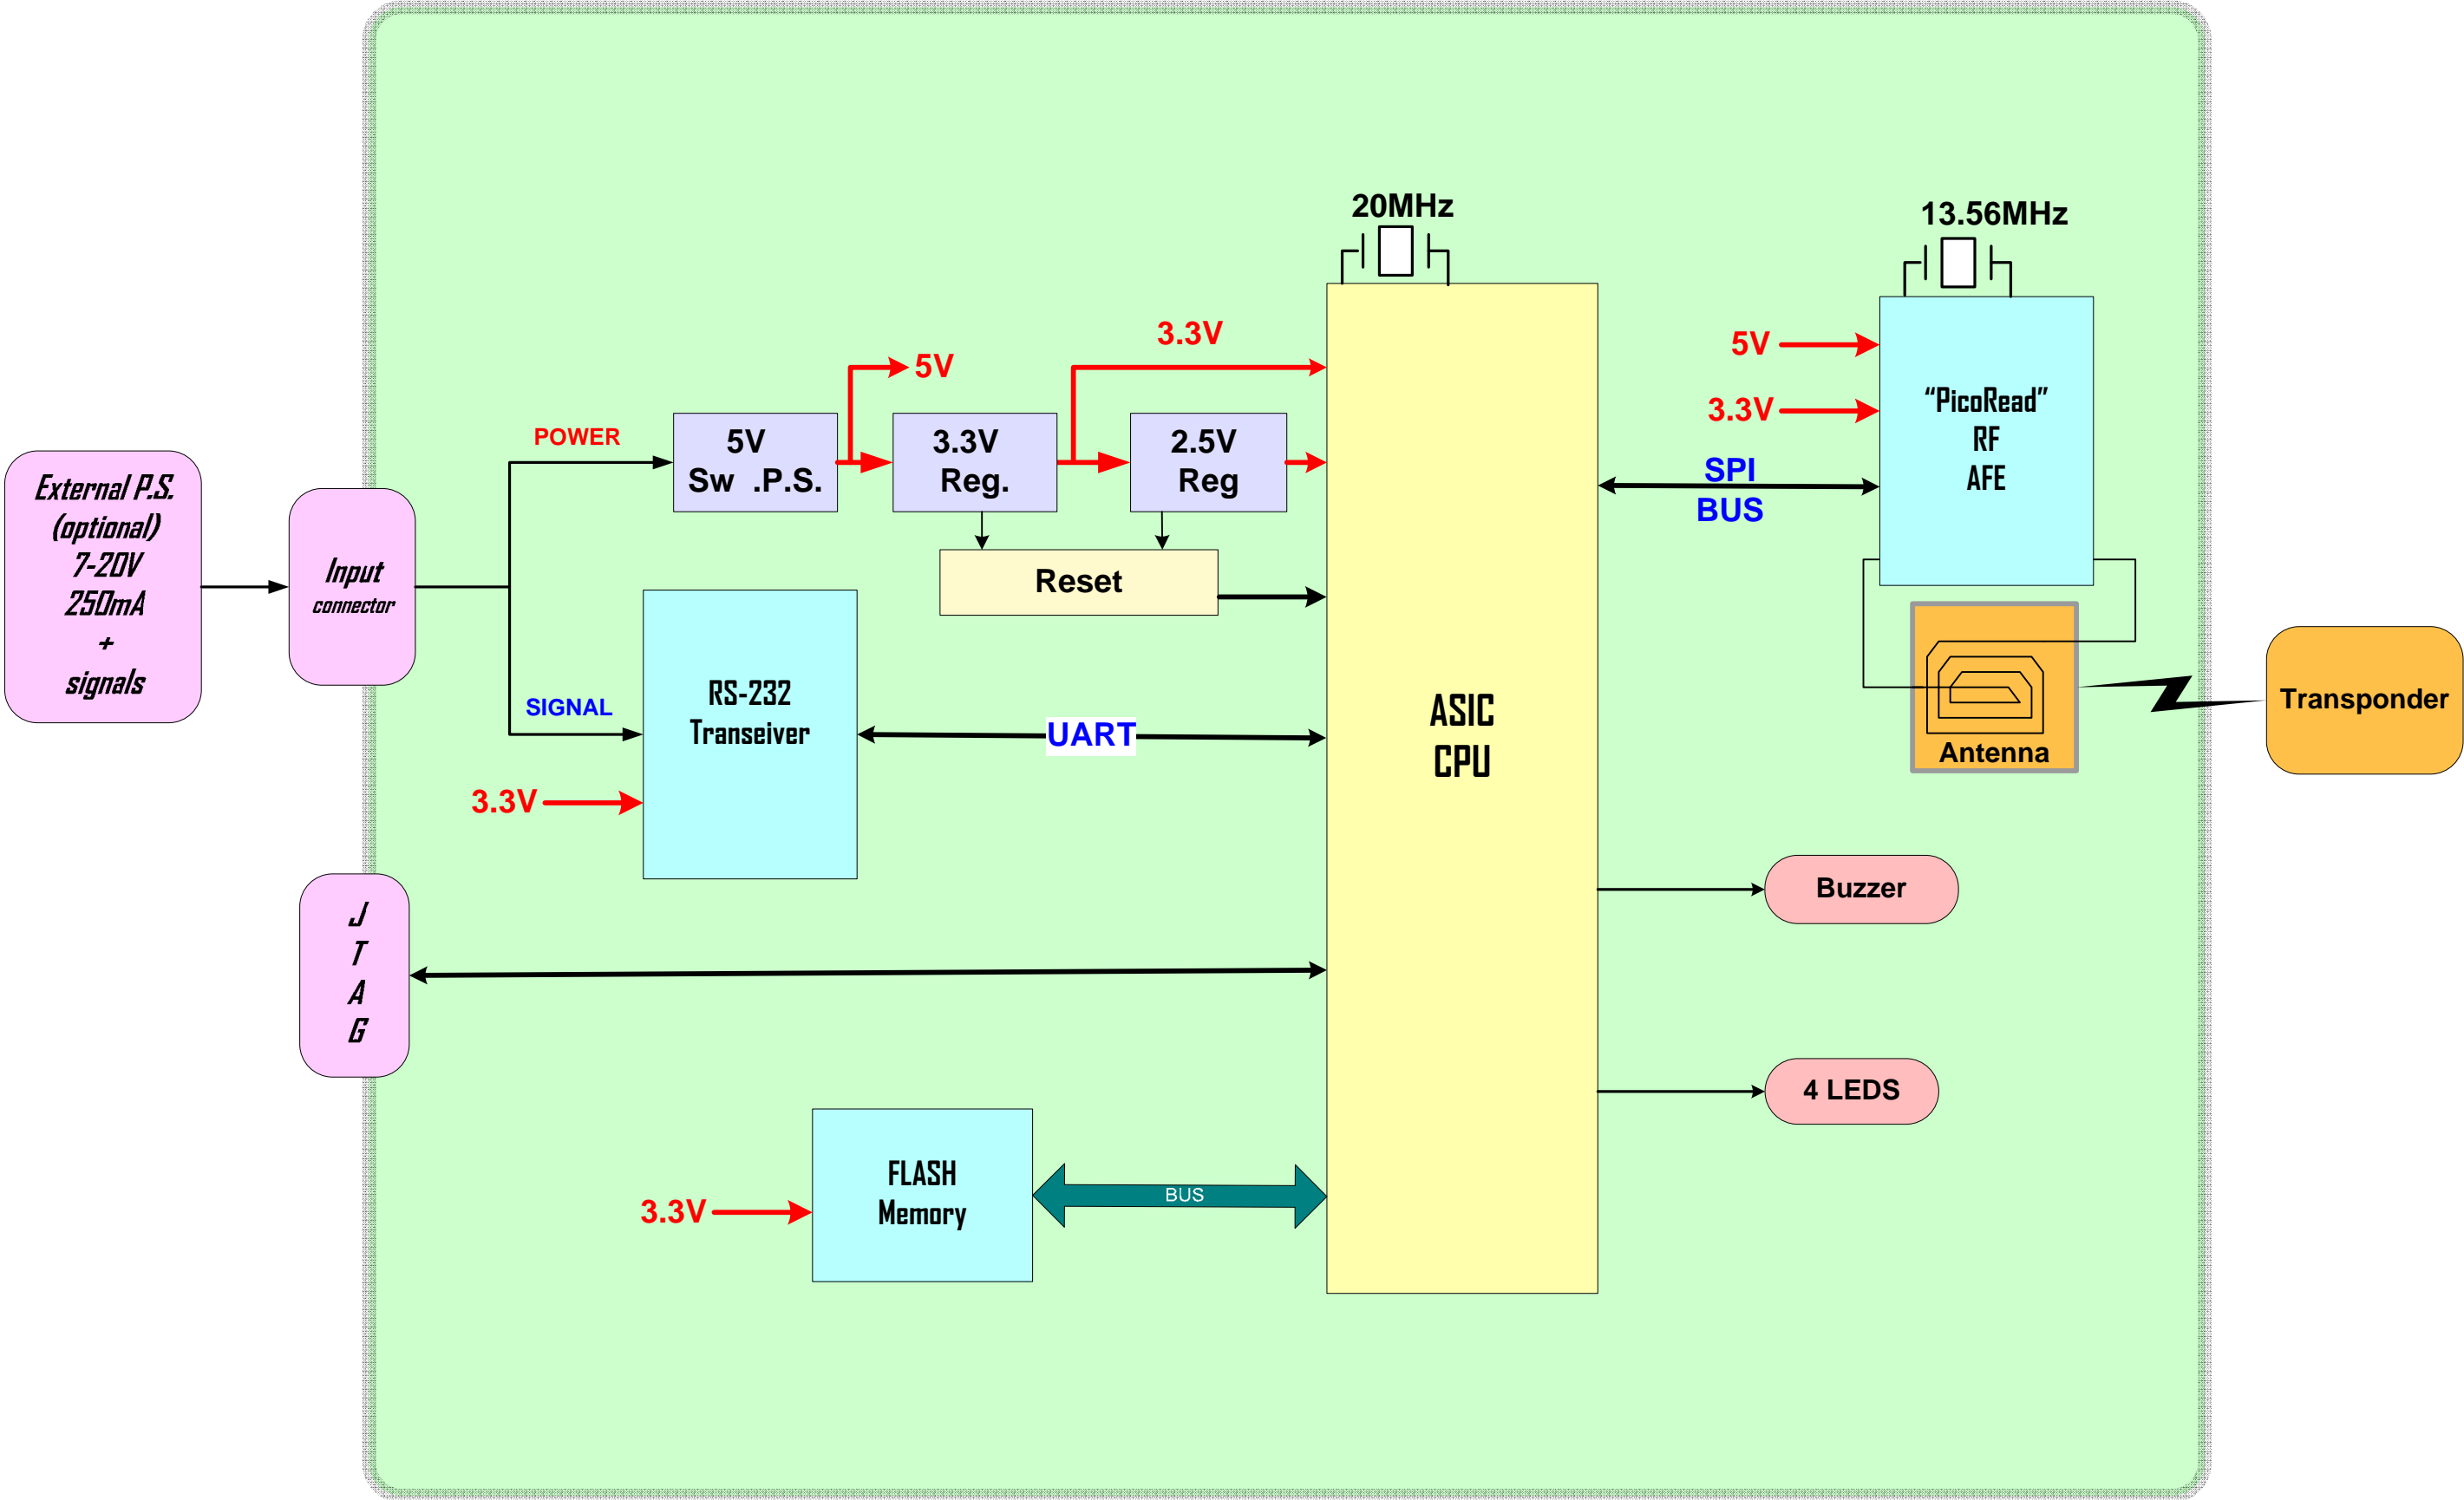 20MHz
13.56MHz
3.3V
5V
5V
3.3V
"PicoRead"
RF
AFE
POWER
5V
Sw .P.S.
3.3V
Reg.
2.5V
Reg
SPI
BUS
External P.S.
(optional)
7-20V
250mA
+
signals
Input
connector
Reset
RS-232
Transeiver
SIGNAL
UART
3.3V
ASIC
CPU
Antenna
Transponder
Buzzer
J
T
A
G
4 LEDS
FLASH
Memory
3.3V
BUS